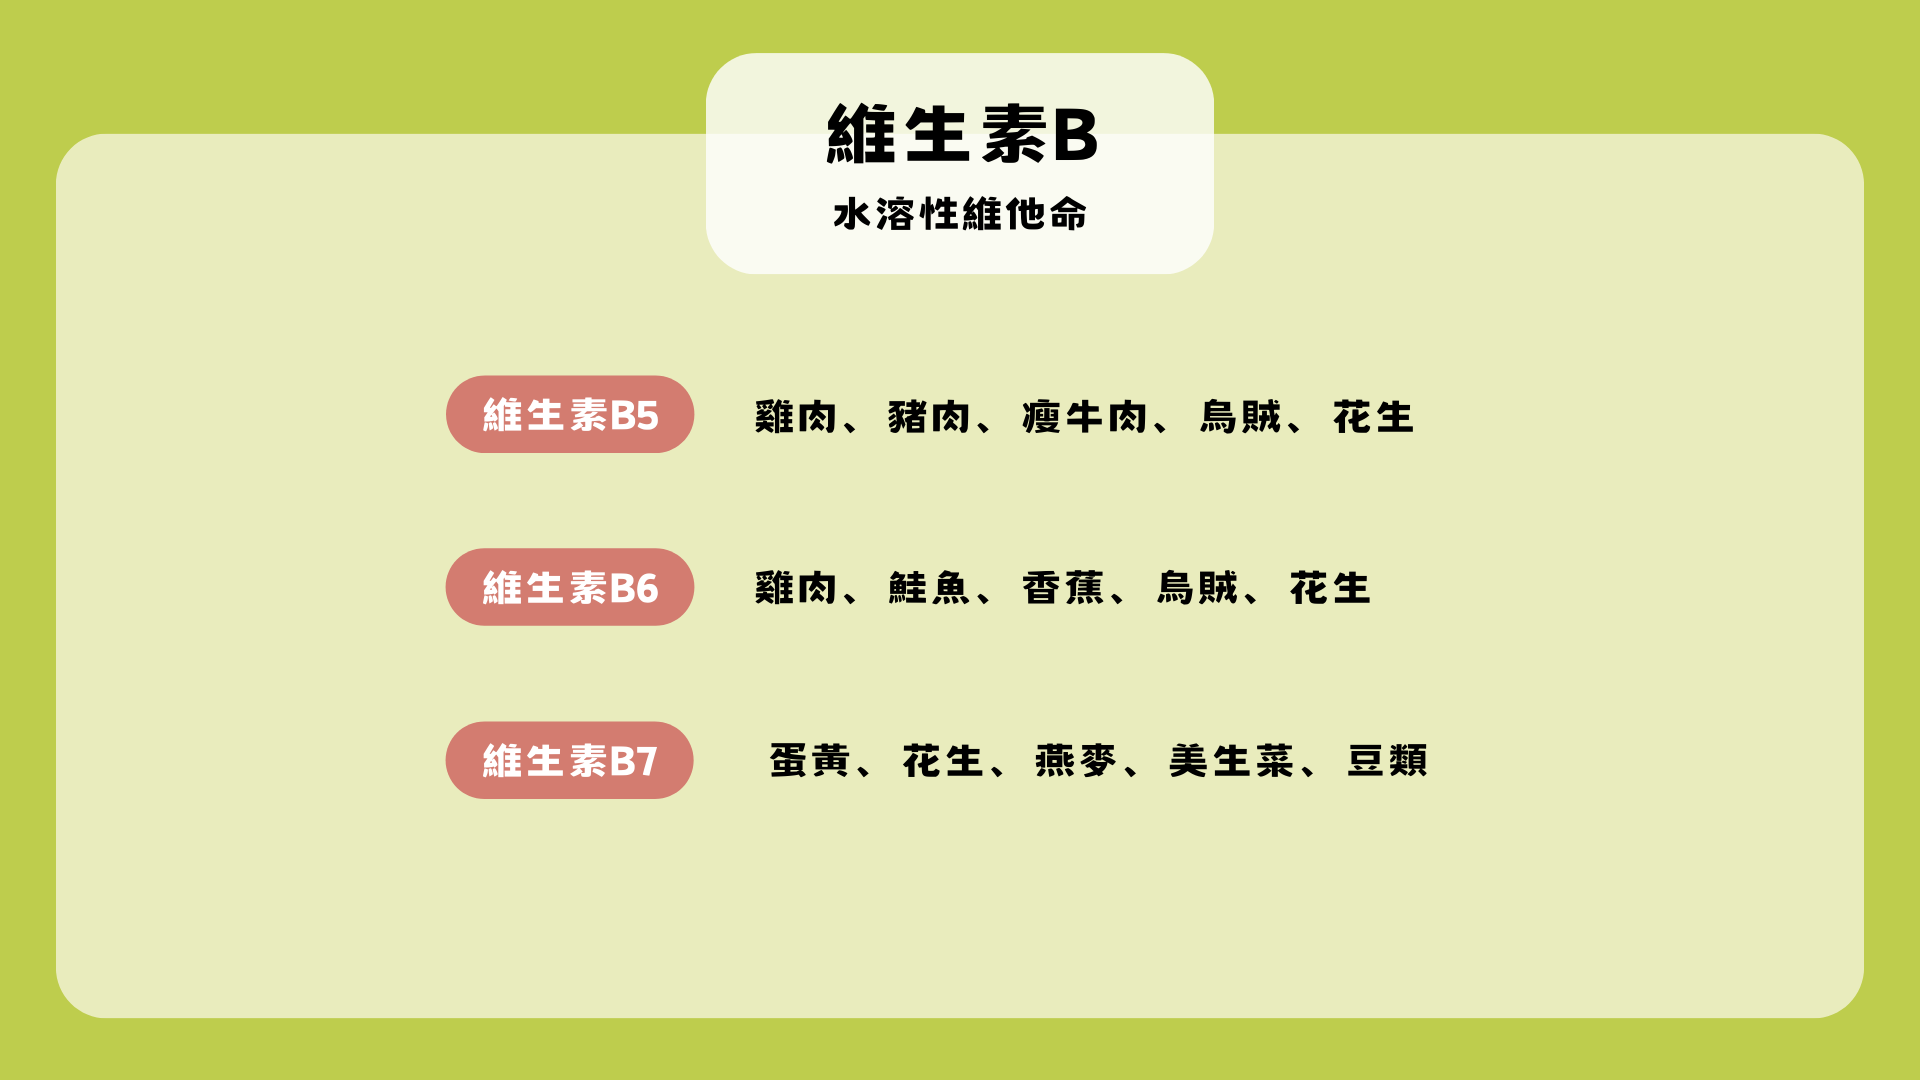 維生素B
水溶性維他命
維生素B5 雞肉、豬肉、瘦牛肉、烏賊、花生
維生素B6 雞肉、鮭魚、香蕉、烏賊、花生
維生素B7 蛋黃、花生、燕麥、美生菜、豆類